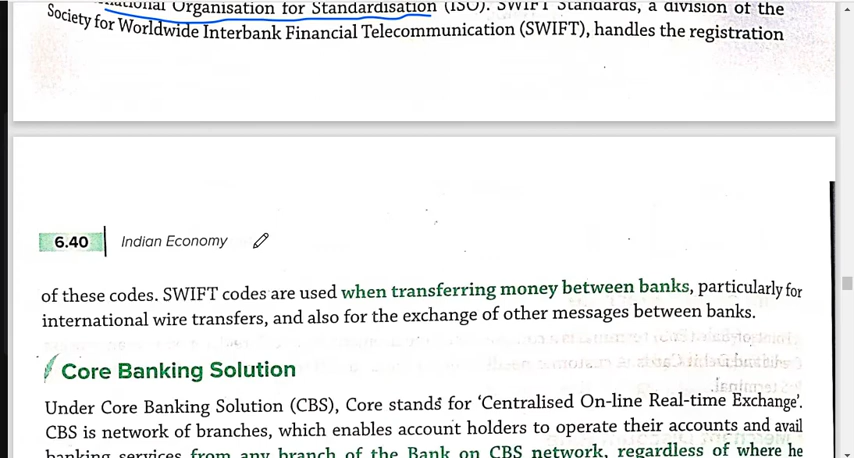 Organisation for Standardisation (ISO). SWIFT Standards, a division of the
Society for Worldwide Interbank Financial Telecommunication (SWIFT), handles the registration
6.40 Indian Economy
of these codes. SWIFT codes are used when transferring money between banks, particularly for
international wire transfers, and also for the exchange of other messages between banks.
Core Banking Solution
Under Core Banking Solution (CBS), Core stands for ‘Centralised On-line Real-time Exchange’.
CBS is network of branches, which enables account holders to operate their accounts and avail
banking services from any branch of the Bank on CBS network, regardless of where he